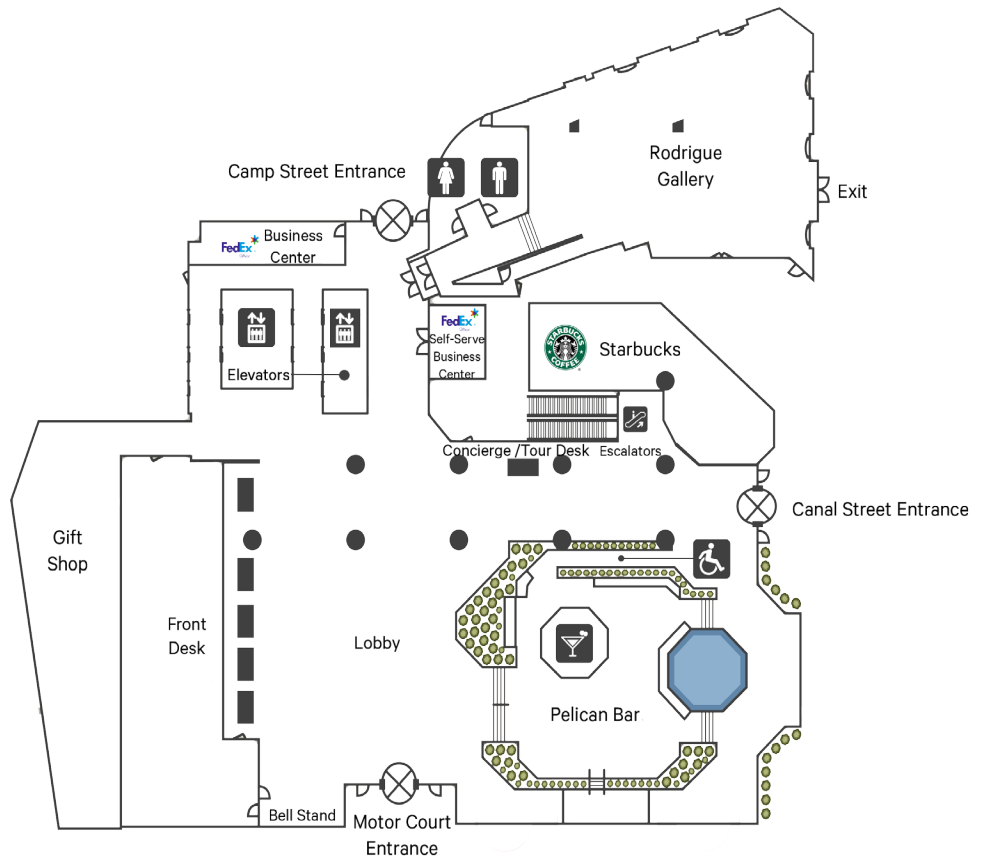 Rodrigue
Gallery
Camp Street Entrance
Exit
FedEx
Business
Center
FedEx
Self-Serve
Business
Center
STARBUCKS
COFFEE
Starbucks
Elevators
Concierge /Tour Desk
Escalators
Canal Street Entrance
Gift
Shop
Front
Desk
Lobby
Pelican Bar
Bell Stand
Motor Court
Entrance